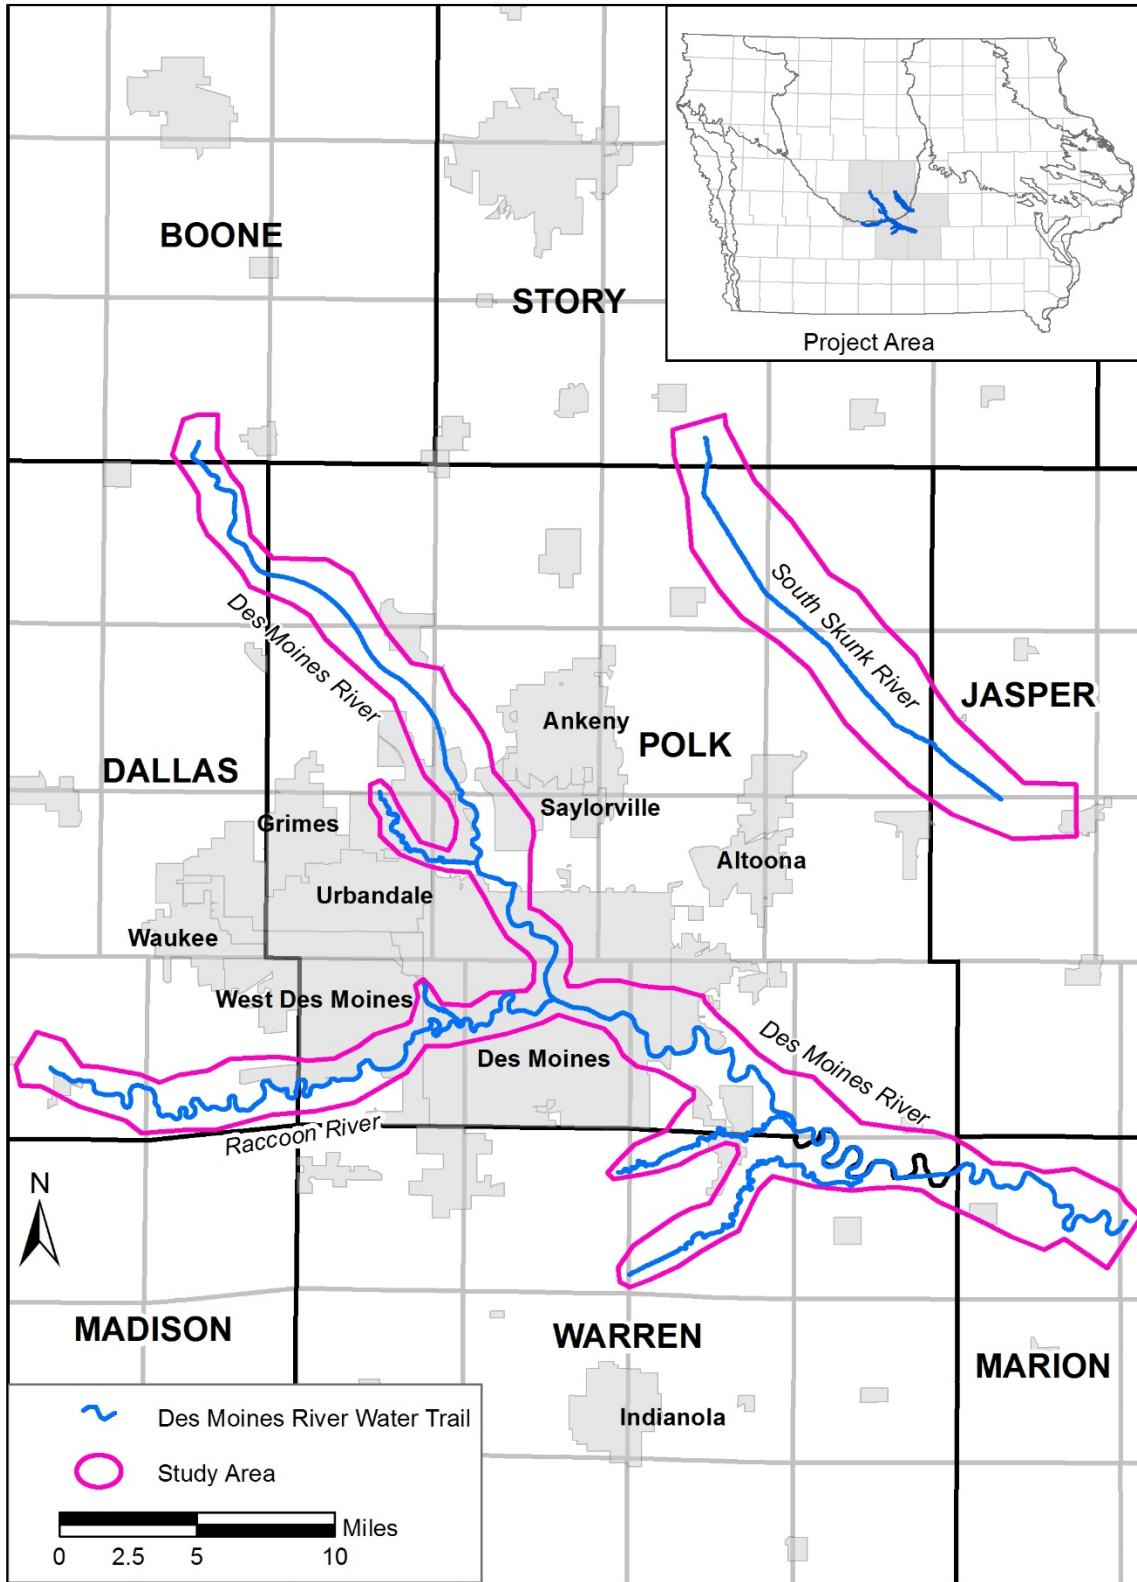 Project Area
BOONE
STORY
Des Moines River
South Skunk River
JASPER
Ankeny
POLK
DALLAS
Saylorville
Grimes
Altoona
Urbandale
Waukee
West Des Moines
Des Moines
Des Moines River
Raccoon River
N
MADISON
WARREN
MARION
Indianola
Des Moines River Water Trail
Study Area
Miles
0 2.5 5 10